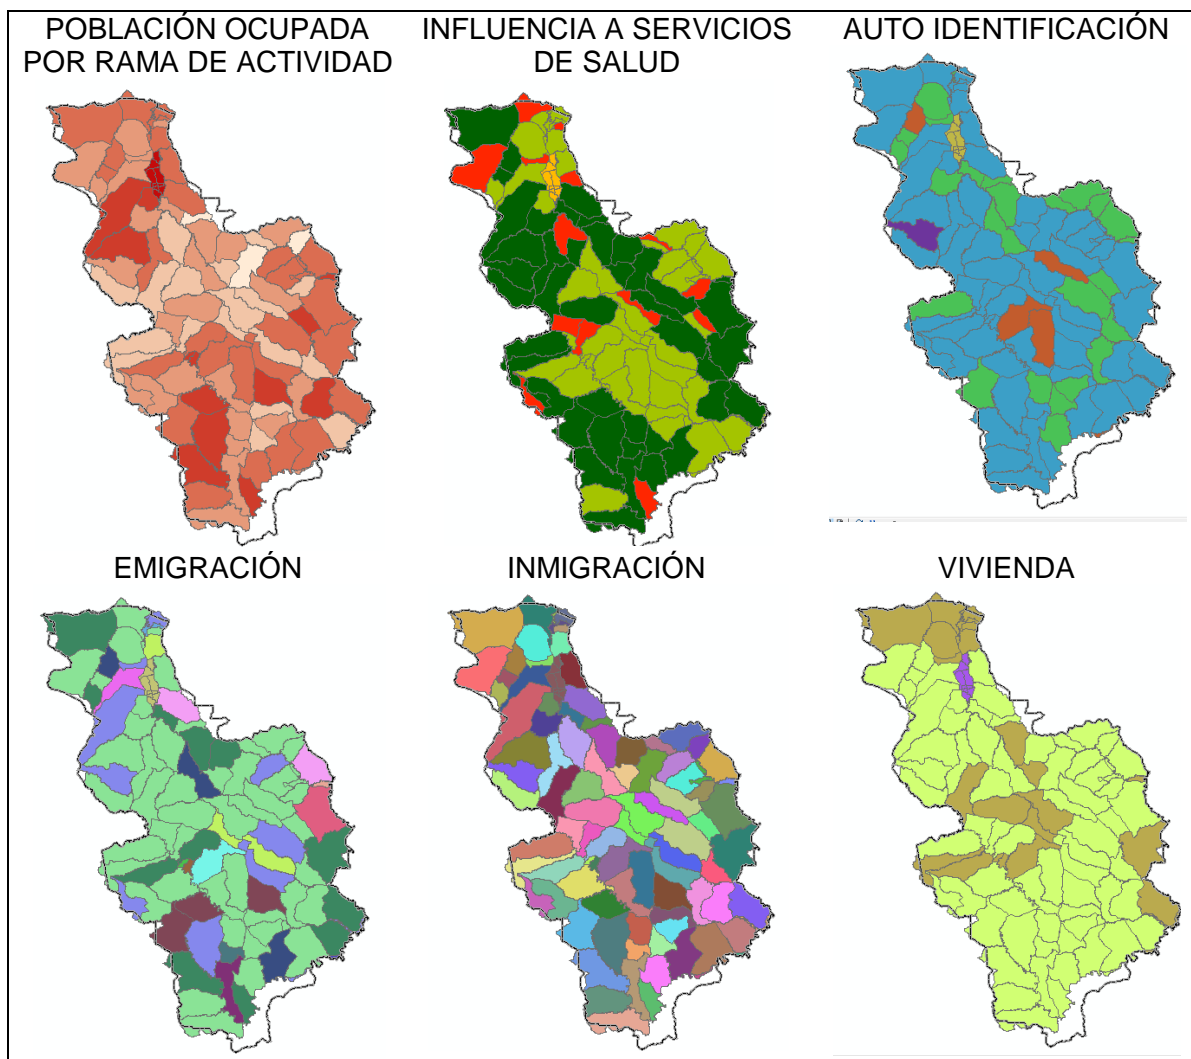 POBLACIÓN OCUPADA
POR RAMA DE ACTIVIDAD
INFLUENCIA A SERVICIOS
DE SALUD
AUTO IDENTIFICACIÓN
EMIGRACIÓN
INMIGRACIÓN
VIVIENDA